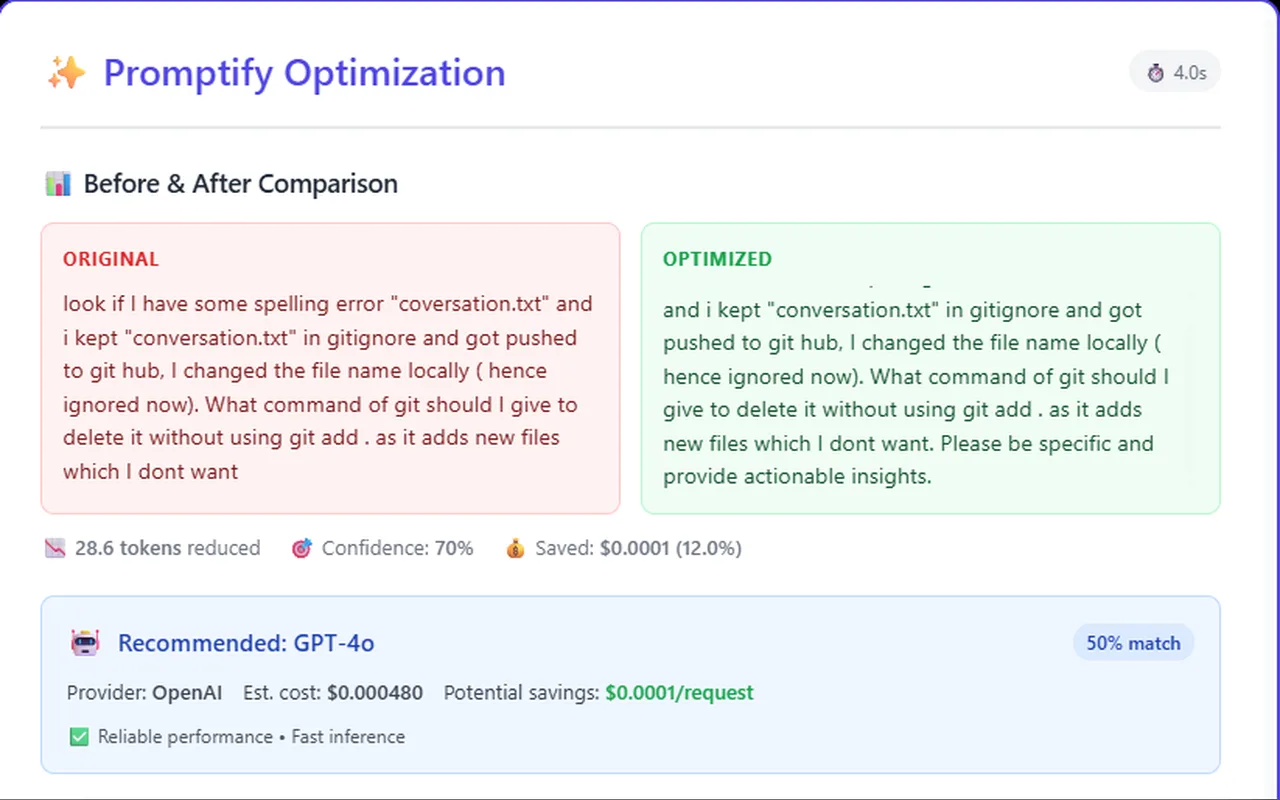 Promptify Optimization
4.0s
Before & After Comparison
ORIGINAL
look if I have some spelling error "coversation.txt" and
i kept "conversation.txt" in gitignore and got pushed
to git hub, I changed the file name locally ( hence
ignored now). What command of git should I give to
delete it without using git add . as it adds new files
which I dont want
OPTIMIZED
and i kept "conversation.txt" in gitignore and got
pushed to git hub, I changed the file name locally (
hence ignored now). What command of git should I
give to delete it without using git add . as it adds
new files which I dont want. Please be specific and
provide actionable insights.
28.6 tokens reduced
Confidence: 70%
Saved: $0.0001 (12.0%)
Recommended: GPT-4o
50% match
Provider: OpenAI
Est. cost: $0.000480
Potential savings: $0.0001/request
Reliable performance • Fast inference